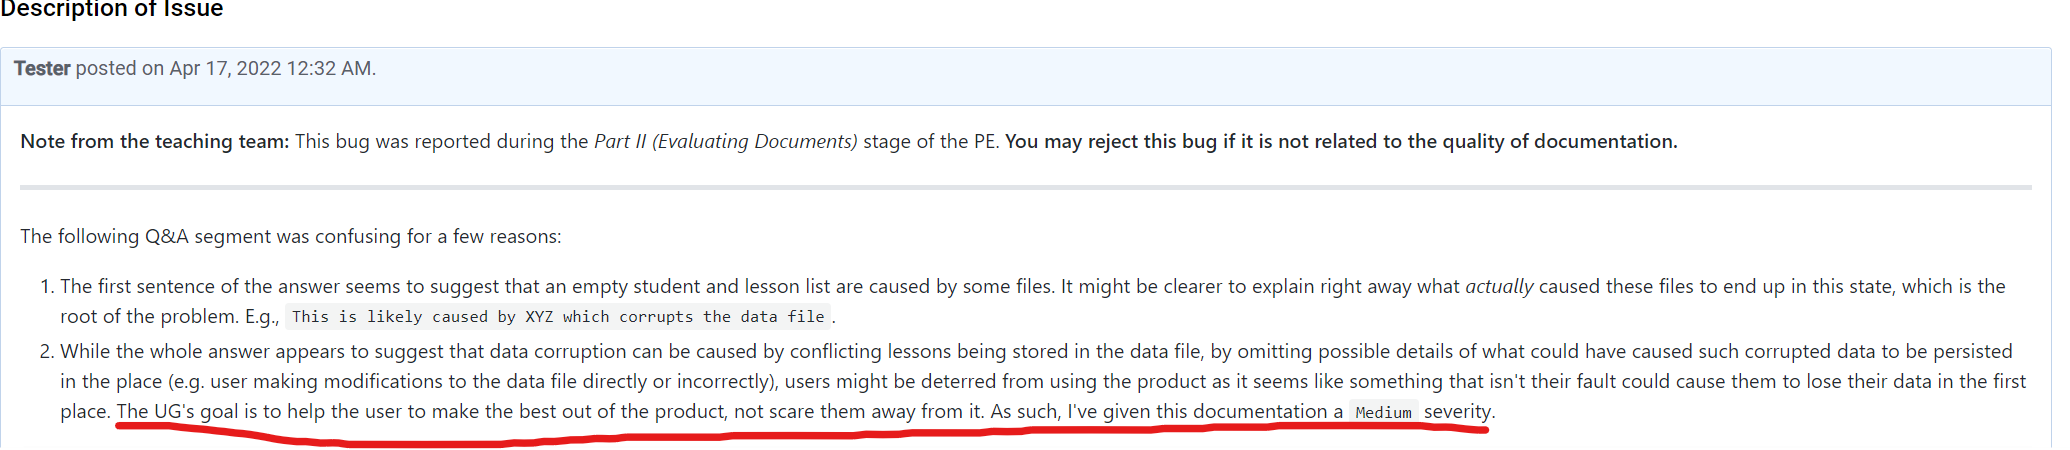 Description of Issue
Tester posted on Apr 17, 2022 12:32 AM.
Note from the teaching team: This bug was reported during the Part II (Evaluating Documents) stage of the PE. You may reject this bug if it is not related to the quality of documentation.
The following Q&A segment was confusing for a few reasons:
1. The first sentence of the answer seems to suggest that an empty student and lesson list are caused by some files. It might be clearer to explain right away what actually caused these files to end up in this state, which is the
root of the problem. E.g., This is likely caused by XYZ which corrupts the data file.
2. While the whole answer appears to suggest that data corruption can be caused by conflicting lessons being stored in the data file, by omitting possible details of what could have caused such corrupted data to be persisted
in the place (e.g. user making modifications to the data file directly or incorrectly), users might be deterred from using the product as it seems like something that isn't their fault could cause them to lose their data in the first
place. The UG's goal is to help the user to make the best out of the product, not scare them away from it. As such, I've given this documentation a Medium severity.